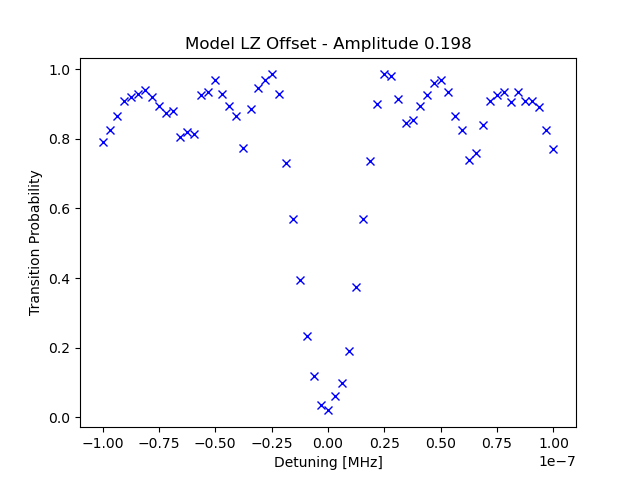 Model LZ Offset - Amplitude 0.198
Transition Probability
1.0
0.8
0.6
0.4
0.2
0.0
−1.00 −0.75 −0.50 −0.25 0.00 0.25 0.50 0.75 1.00
1e−7
Detuning [MHz]